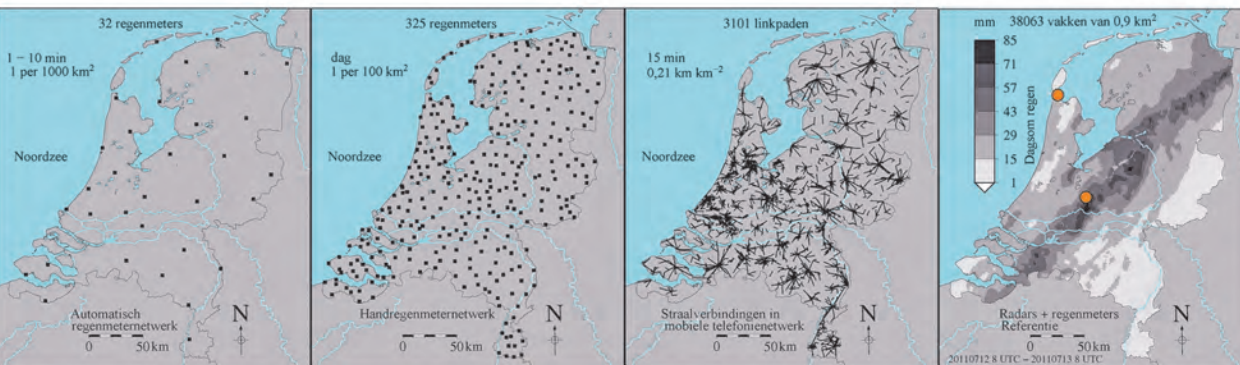 32 regenmeters
1 – 10 min
1 per 1000 km²
Noordzee
Automatisch
regenmeternetwerk
0 50 km
N
325 regenmeters
dag
1 per 100 km²
Noordzee
Handregenmeternetwerk
0 50 km
N
3101 linkpaden
15 min
0,21 km km⁻²
Noordzee
Straalverbindingen in
mobiele telefonienetwerk
0 50 km
N
mm 38063 vakken van 0,9 km²
85
71
57
43
29
15
1
Dagsom regen
Radars + regenmeters
Referentie
0 50 km
N
20110712 8 UTC – 20110713 8 UTC